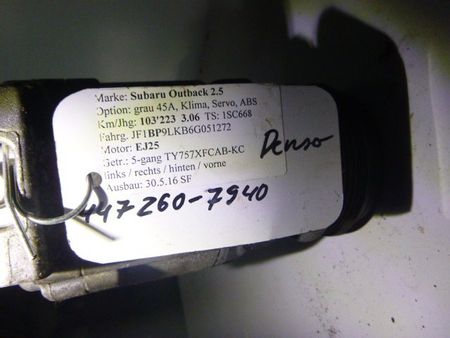 Marke: Subaru Outback 2.5
Option: grau 45A, Klima, Servo, ABS
Km/Jhg: 103'223 3.06 TS: 1SC668
Fahrg. JF1BP9LKB6G051272
Motor: EJ25
Getr.: 5-gang TY757XFCAB-KC
links / rechts / hinten / vorne
Ausbau: 30.5.16 SF
Denso
447260-7940